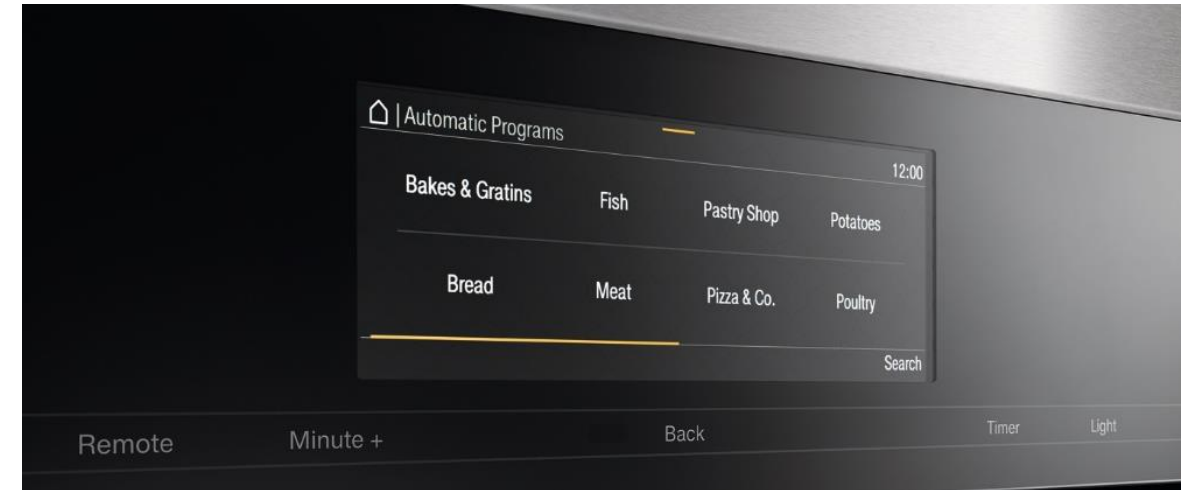 | Automatic Programs
12:00
Bakes & Gratins Fish Pastry Shop Potatoes
Bread Meat Pizza & Co. Poultry
Search
Remote Minute + Back Timer Light